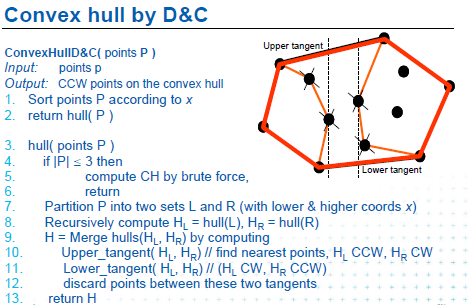 Convex hull by D&C
ConvexHullD&C( points P )
Input: points p
Output: CCW points on the convex hull
1. Sort points P according to x
2. return hull( P )
3. hull( points P )
4. if |P| ≤ 3 then
5. compute CH by brute force,
6. return
7. Partition P into two sets L and R (with lower & higher coords x)
8. Recursively compute HL = hull(L), HR = hull(R)
9. H = Merge hulls(HL, HR) by computing
10. Upper_tangent( HL, HR) // find nearest points, HL CCW, HR CW
11. Lower_tangent( HL, HR) // (HL CW, HR CCW)
12. discard points between these two tangents
13. return H
Upper tangent
Lower tangent